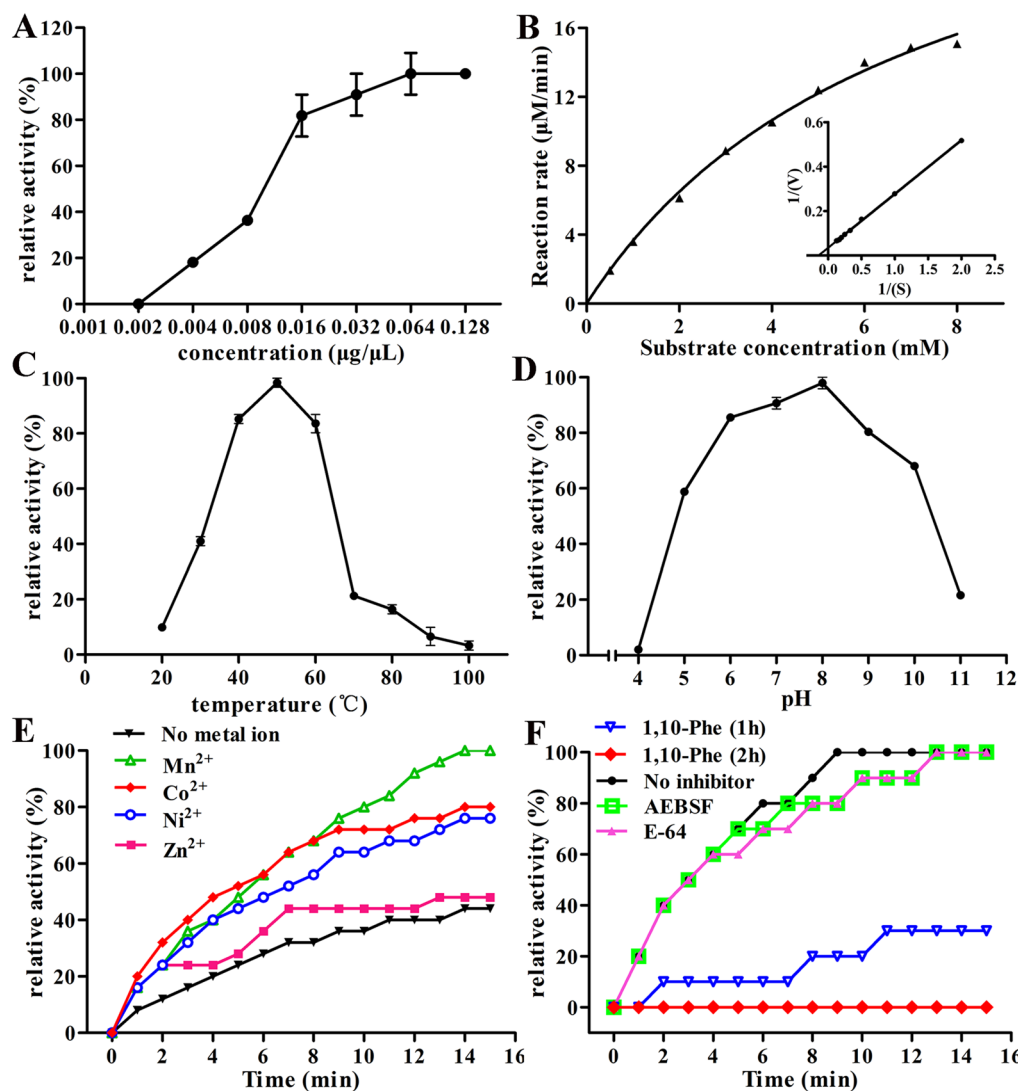 A
relative activity (%)
120
100
80
60
40
20
0
0.001 0.002 0.004 0.008 0.016 0.032 0.064 0.128
concentration (μg/μL)
B
Reaction rate (μM/min)
16
12
8
4
0
0 2 4 6 8
Substrate concentration (mM)
1/(V)
0.6
0.4
0.2
0.0 0.5 1.0 1.5 2.0 2.5
1/(S)
C
relative activity (%)
100
80
60
40
20
0
0 20 40 60 80 100
temperature (℃)
D
relative activity (%)
100
80
60
40
20
0
3 4 5 6 7 8 9 10 11 12
pH
E
No metal ion
Mn²⁺
Co²⁺
Ni²⁺
Zn²⁺
relative activity (%)
100
80
60
40
20
0
0 2 4 6 8 10 12 14 16
Time (min)
F
1,10-Phe (1h)
1,10-Phe (2h)
No inhibitor
AEBSF
E-64
relative activity (%)
100
80
60
40
20
0
0 2 4 6 8 10 12 14 16
Time (min)